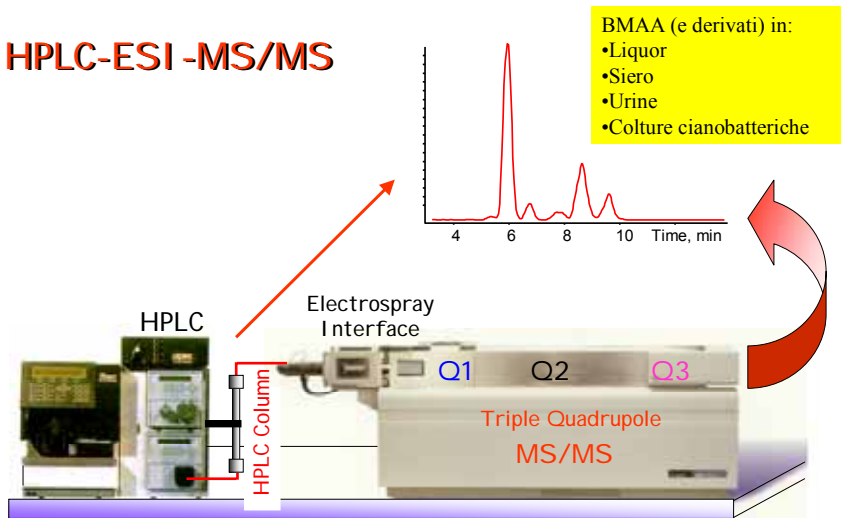 HPLC-ESI-MS/MS
BMAA (e derivati) in:
•Liquor
•Siero
•Urine
•Colture cianobatteriche
4 6 8 10 Time, min
Electrospray
Interface
HPLC
HPLC Column
Q1 Q2 Q3
Triple Quadrupole
MS/MS